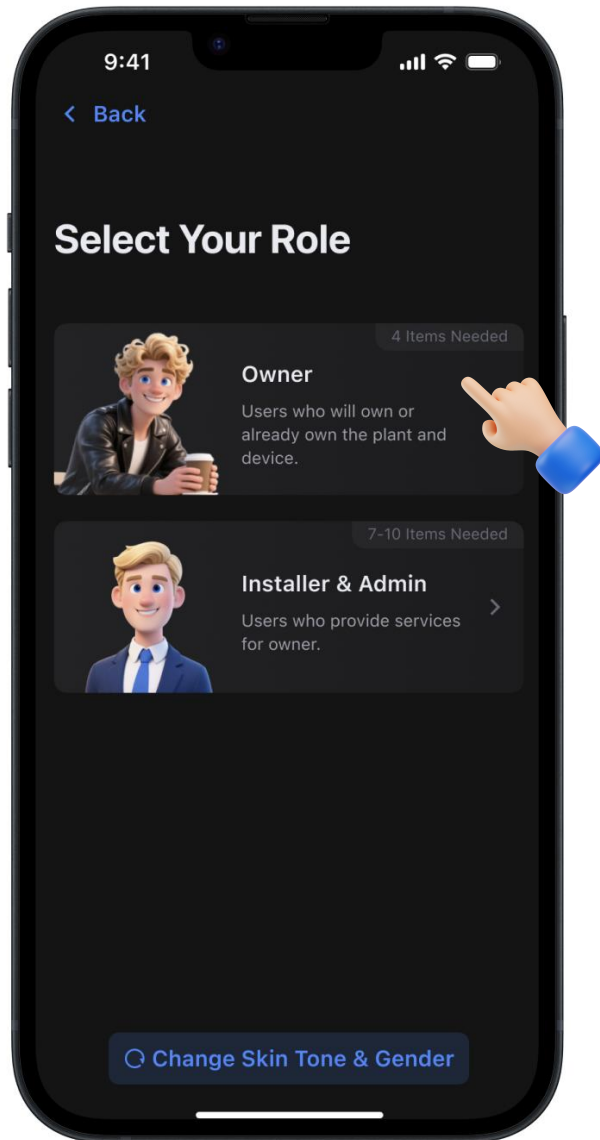 9:41
Back
Select Your Role
4 Items Needed
Owner
Users who will own or
already own the plant and
device.
7-10 Items Needed
Installer & Admin
Users who provide services
for owner.
Change Skin Tone & Gender